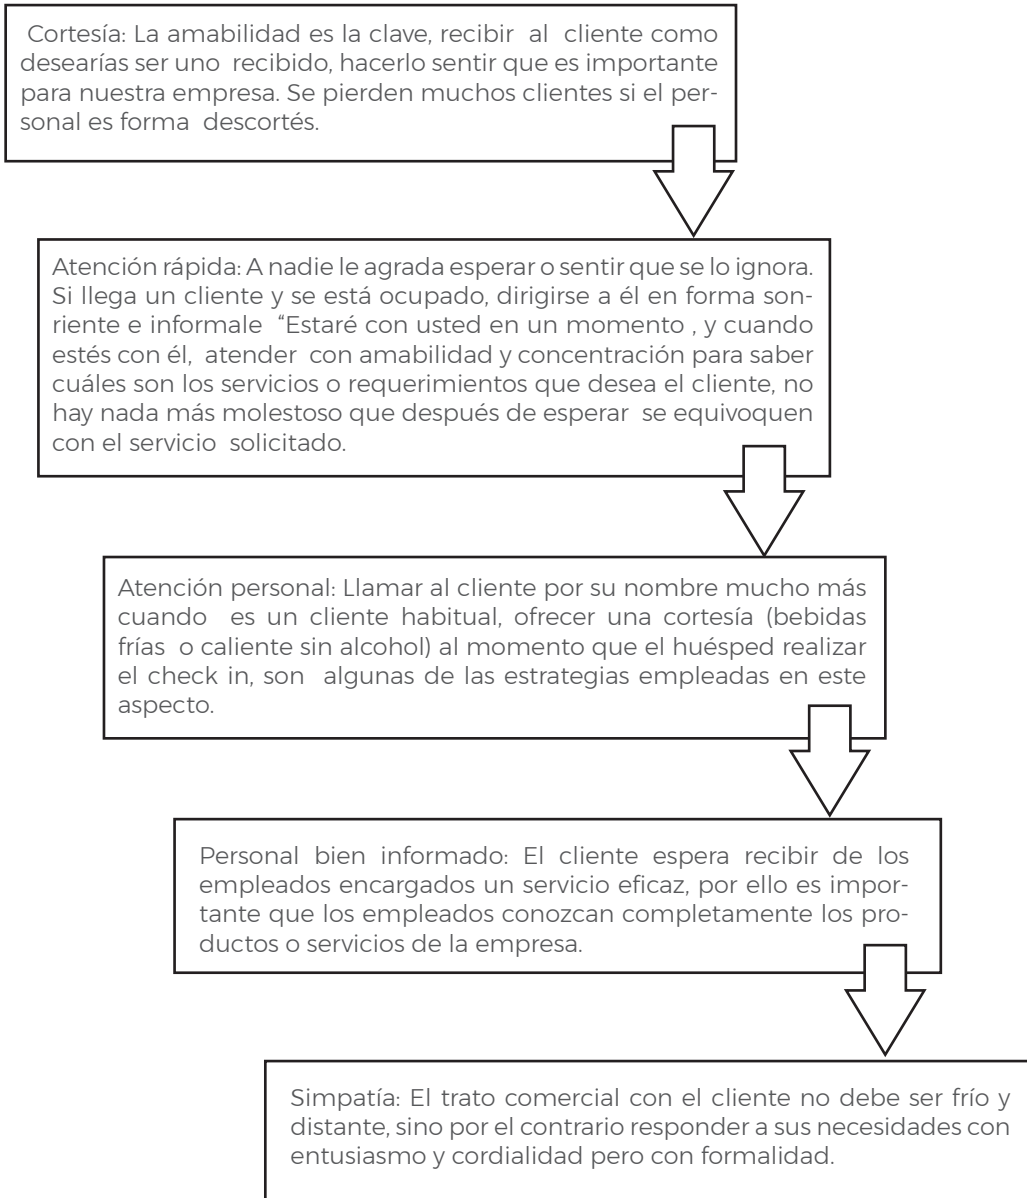 Cortesía: La amabilidad es la clave, recibir al cliente como
desearías ser uno recibido, hacerlo sentir que es importante
para nuestra empresa. Se pierden muchos clientes si el per-
sonal es forma descortés.
Atención rápida: A nadie le agrada esperar o sentir que se lo ignora.
Si llega un cliente y se está ocupado, dirigirse a él en forma son-
riente e informale “Estaré con usted en un momento , y cuando
estés con él, atender con amabilidad y concentración para saber
cuáles son los servicios o requerimientos que desea el cliente, no
hay nada más molestoso que después de esperar se equivoquen
con el servicio solicitado.
Atención personal: Llamar al cliente por su nombre mucho más
cuando es un cliente habitual, ofrecer una cortesía (bebidas
frías o caliente sin alcohol) al momento que el huésped realizar
el check in, son algunas de las estrategias empleadas en este
aspecto.
Personal bien informado: El cliente espera recibir de los
empleados encargados un servicio eficaz, por ello es impor-
tante que los empleados conozcan completamente los pro-
ductos o servicios de la empresa.
Simpatía: El trato comercial con el cliente no debe ser frío y
distante, sino por el contrario responder a sus necesidades con
entusiasmo y cordialidad pero con formalidad.